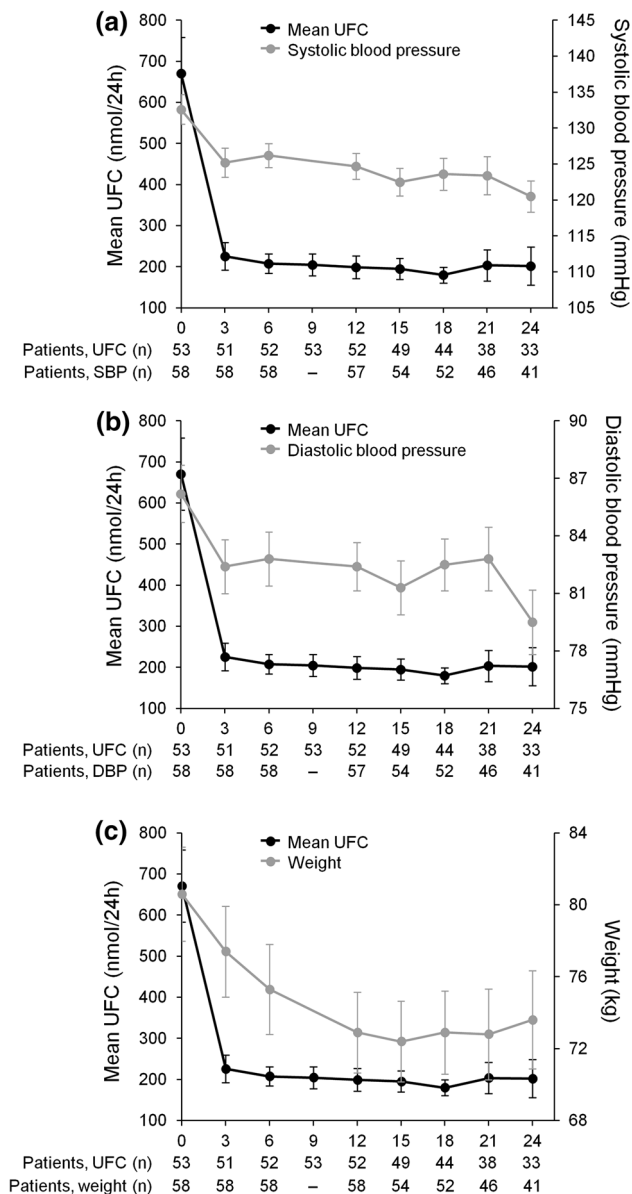 (a)
Mean UFC
Systolic blood pressure
Mean UFC (nmol/24h)
800
700
600
500
400
300
200
100
Systolic blood pressure (mmHg)
145
140
135
130
125
120
115
110
105
0 3 6 9 12 15 18 21 24
Patients, UFC (n) 53 51 52 53 52 49 44 38 33
Patients, SBP (n) 58 58 58 – 57 54 52 46 41
(b)
Mean UFC
Diastolic blood pressure
Mean UFC (nmol/24h)
800
700
600
500
400
300
200
100
Diastolic blood pressure (mmHg)
90
87
84
81
78
75
0 3 6 9 12 15 18 21 24
Patients, UFC (n) 53 51 52 53 52 49 44 38 33
Patients, DBP (n) 58 58 58 – 57 54 52 46 41
(c)
Mean UFC
Weight
Mean UFC (nmol/24h)
800
700
600
500
400
300
200
100
Weight (kg)
84
80
76
72
68
0 3 6 9 12 15 18 21 24
Patients, UFC (n) 53 51 52 53 52 49 44 38 33
Patients, weight (n) 58 58 58 – 58 54 52 46 41